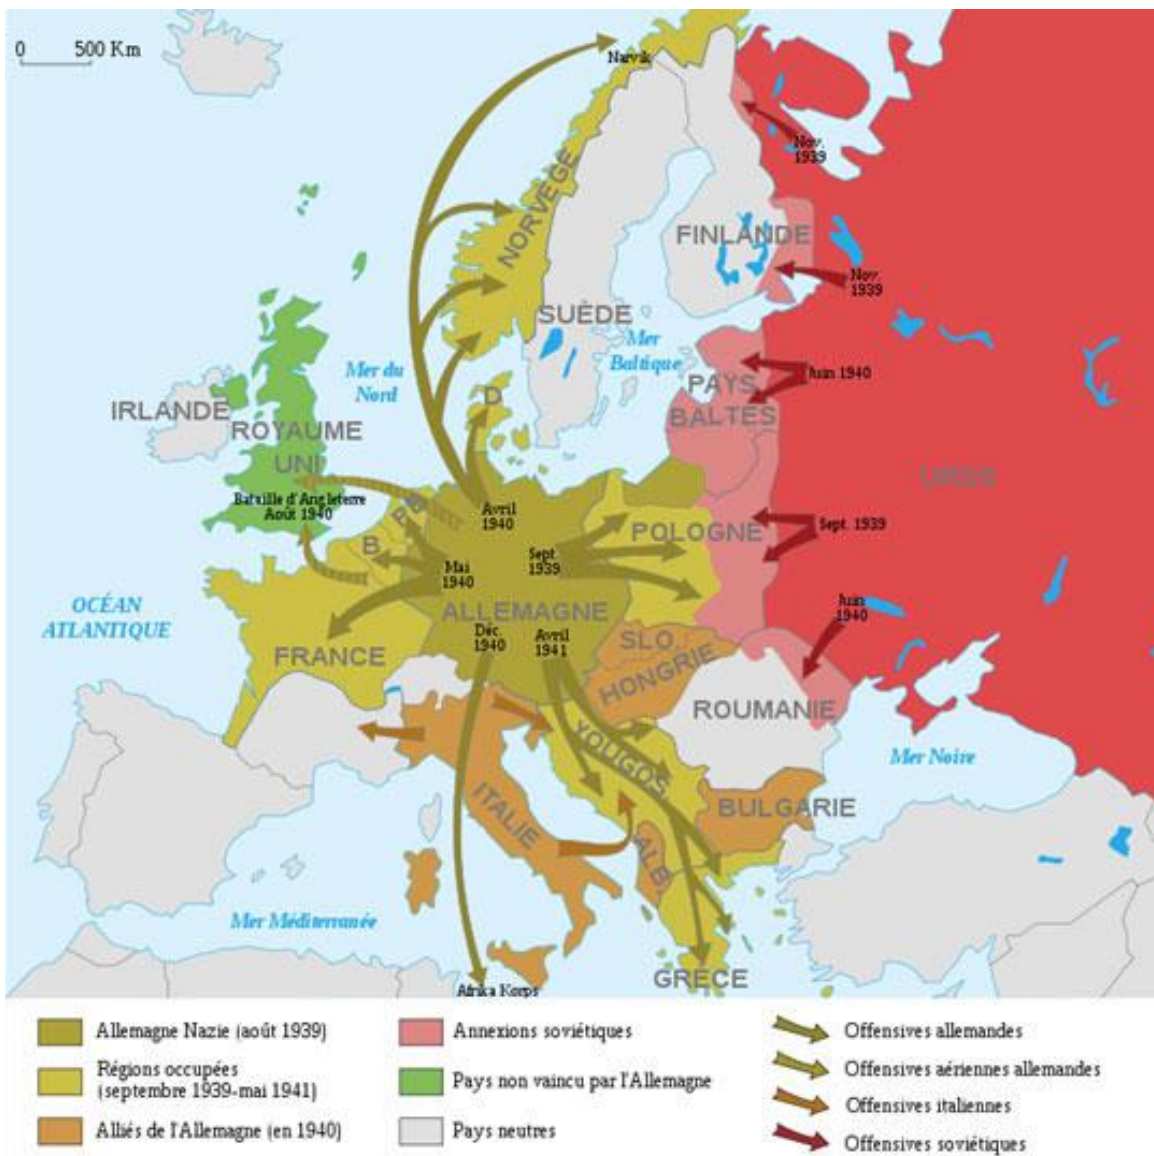 0 500 Km
Narvik
Nov.
1939
NORVÈGE
FINLANDE
Nov.
1939
SUÈDE
Mer
Baltique
Mer du
Nord
Juin 1940
PAYS
BALTES
D
IRLANDE
ROYAUME
UNI
Bataille d'Angleterre
Août 1940
URSS
PB
B.
Avril
1940
POLOGNE
Sept. 1939
Sept.
1939
Mai
1940
OCÉAN
ATLANTIQUE
ALLEMAGNE
Juin
1940
Déc.
1940
Avril
1941
SLO.
FRANCE
HONGRIE
ROUMANIE
YOUGOS
Mer Noire
ITALIE
BULGARIE
ALB.
Mer Méditerranée
GRÈCE
Afrika Korps
Allemagne Nazie (août 1939)
Régions occupées
(septembre 1939-mai 1941)
Alliés de l'Allemagne (en 1940)
Annexions soviétiques
Pays non vaincu par l'Allemagne
Pays neutres
Offensives allemandes
Offensives aériennes allemandes
Offensives italiennes
Offensives soviétiques